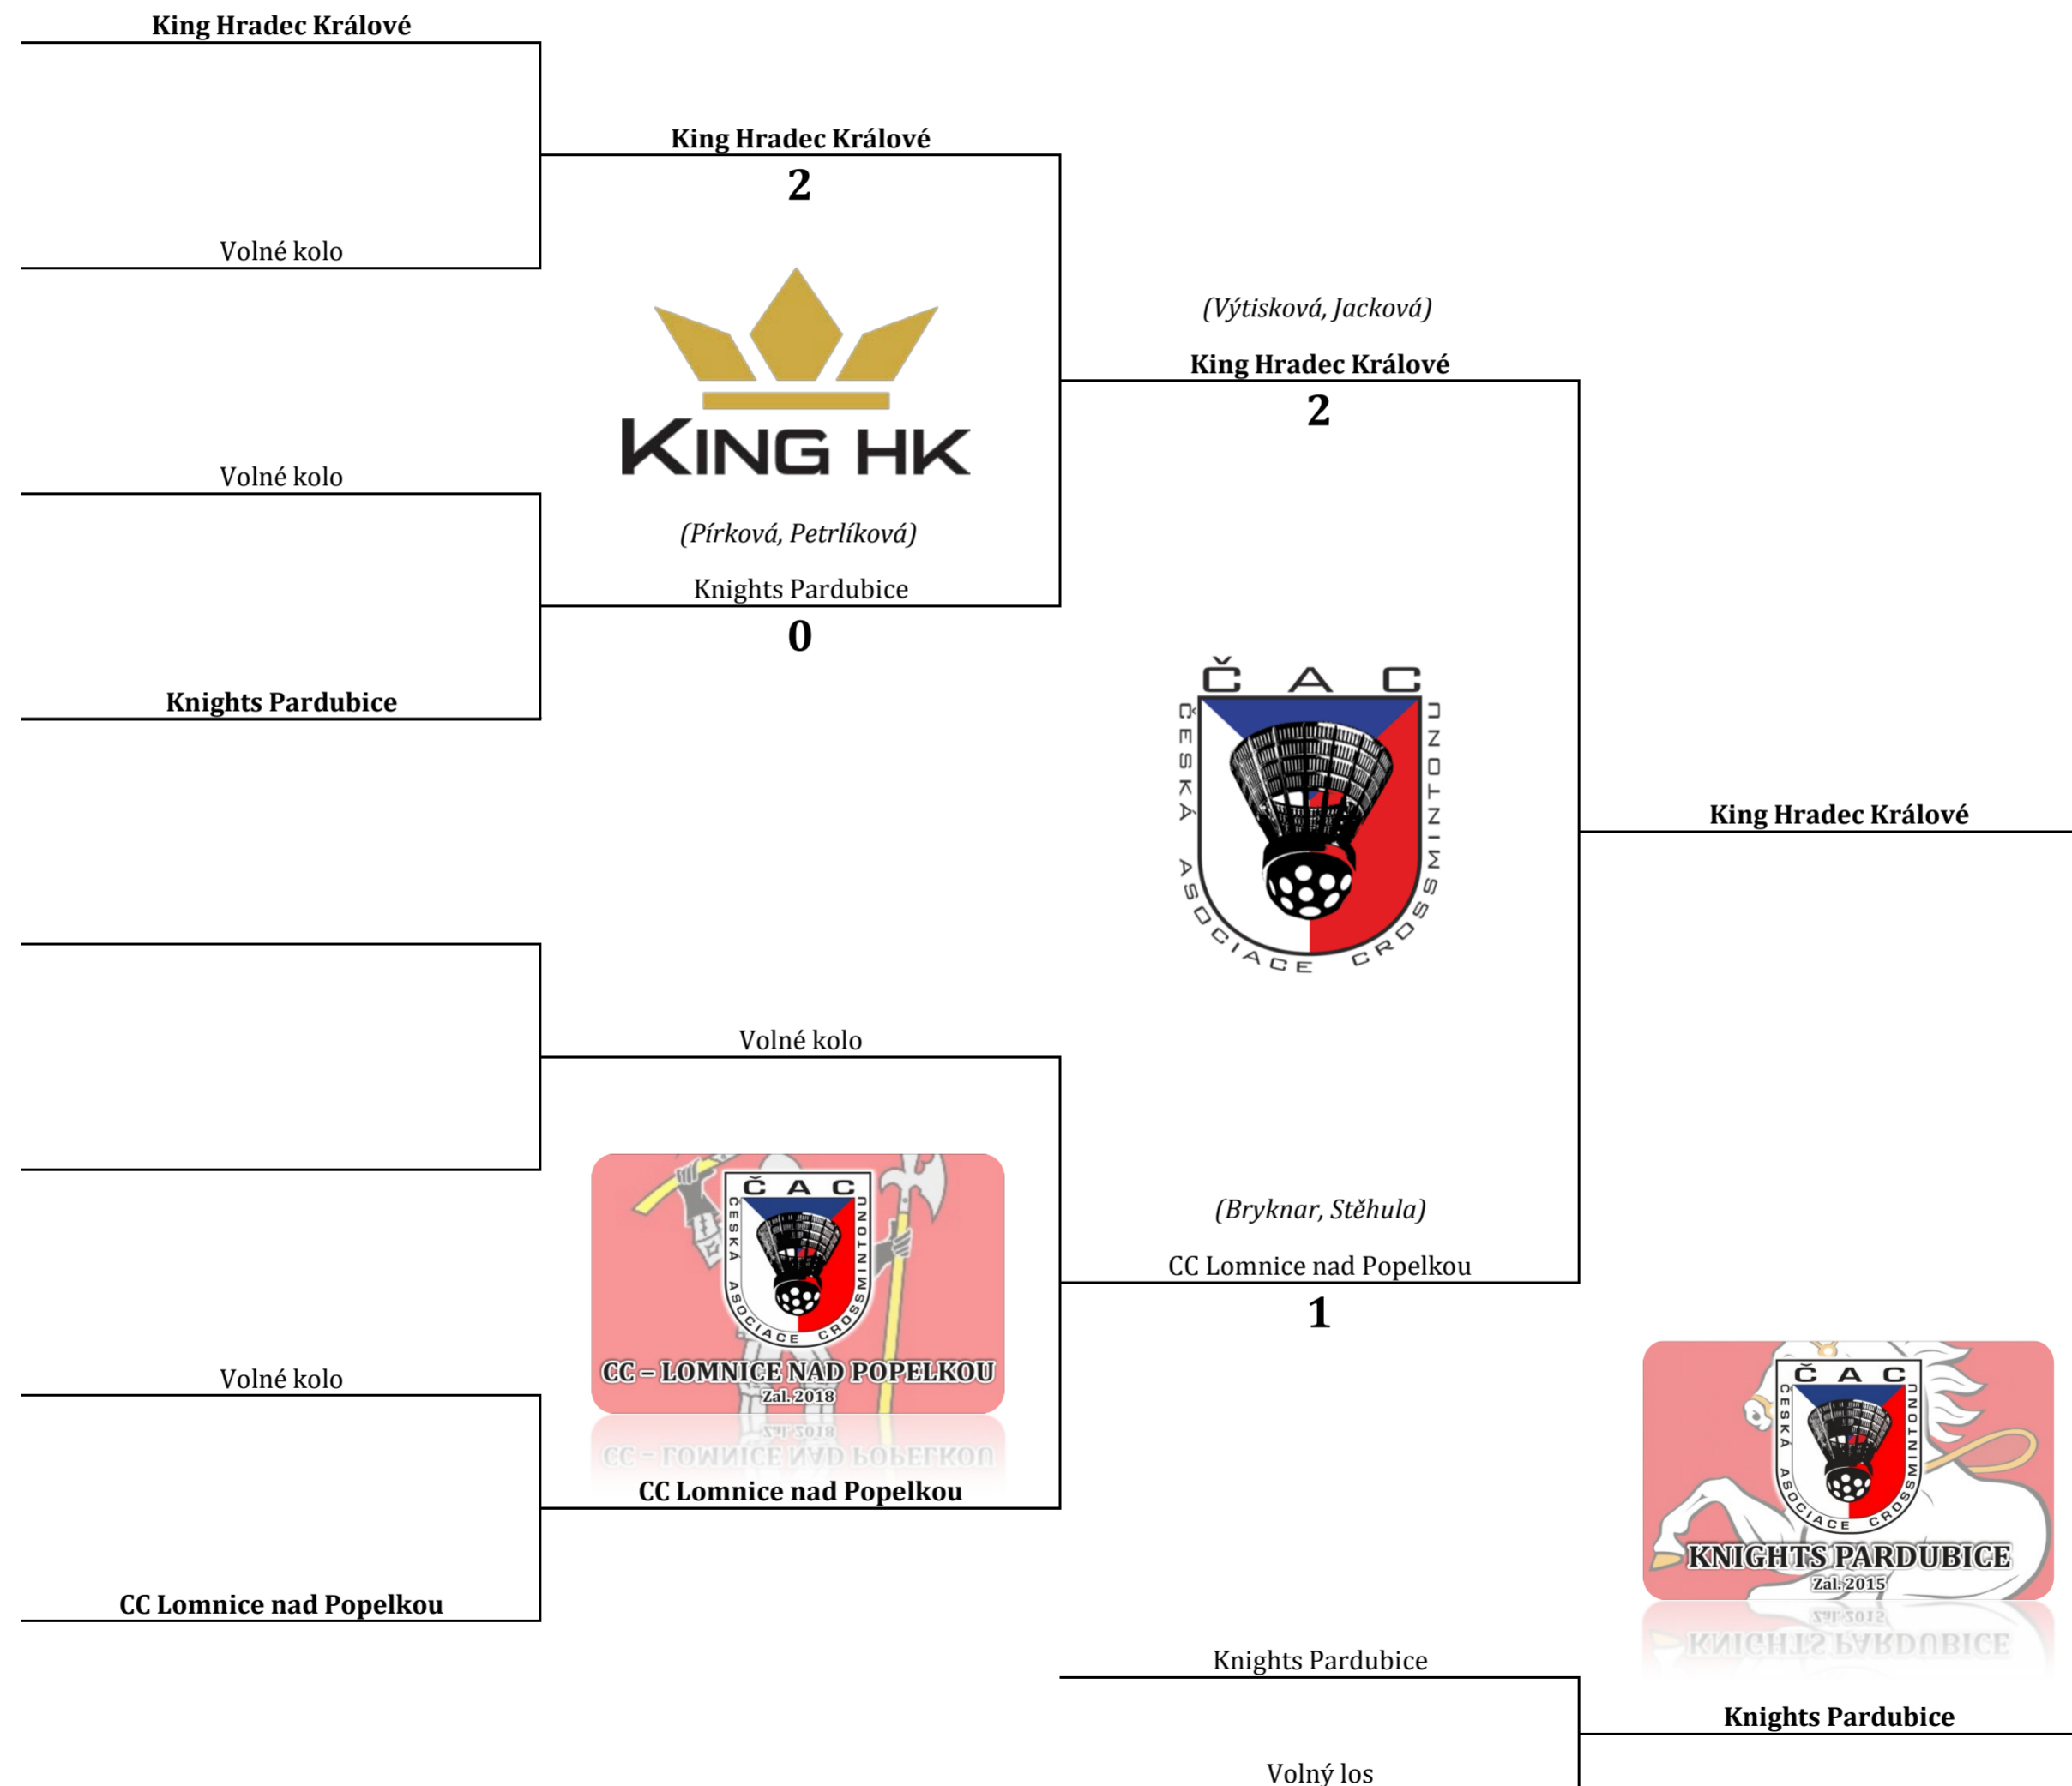 King Hradec Králové
King Hradec Králové
2
Volné kolo
(Výtisková, Jacková)
King Hradec Králové
2
KING HK
Volné kolo
(Pírková, Petrlíková)
Knights Pardubice
0
Knights Pardubice
ČAC
ČESKÁ ASOCIACE CROSSMINTONU
King Hradec Králové
Volné kolo
ČAC
ČESKÁ ASOCIACE CROSSMINTONU
CC – LOMNICE NAD POPELKOU
Zal. 2018
(Bryknar, Stěhula)
CC Lomnice nad Popelkou
1
Volné kolo
CC Lomnice nad Popelkou
CC Lomnice nad Popelkou
ČAC
ČESKÁ ASOCIACE CROSSMINTONU
KNIGHTS PARDUBICE
Zal. 2015
Knights Pardubice
Knights Pardubice
Volný los